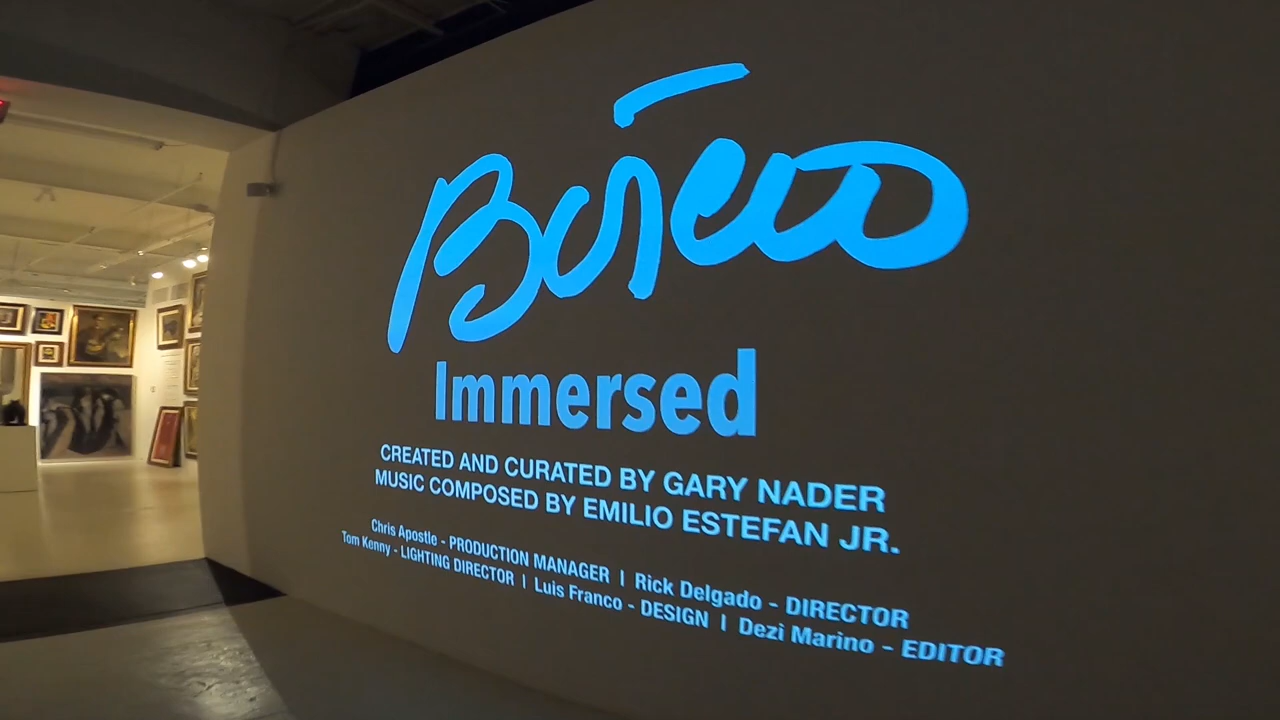 Botero
Immersed
CREATED AND CURATED BY GARY NADER
MUSIC COMPOSED BY EMILIO ESTEFAN JR.
Chris Apostle - PRODUCTION MANAGER | Rick Delgado - DIRECTOR
Tom Kenny - LIGHTING DIRECTOR | Luis Franco - DESIGN | Dezi Marino - EDITOR